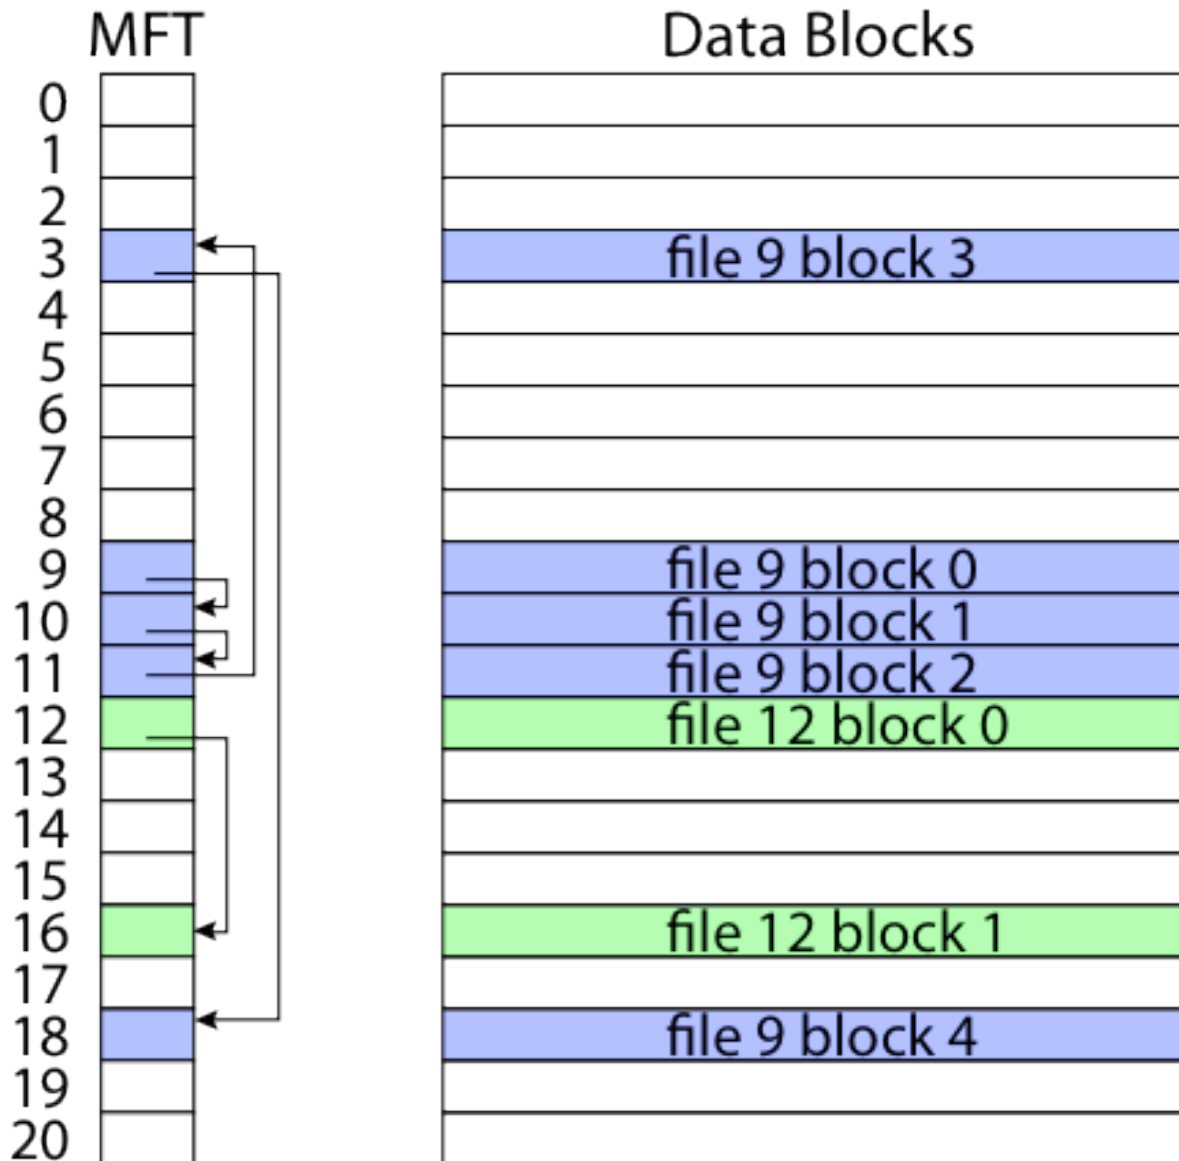 MFT Data Blocks
0
1
2
3 file 9 block 3
4
5
6
7
8
9 file 9 block 0
10 file 9 block 1
11 file 9 block 2
12 file 12 block 0
13
14
15
16 file 12 block 1
17
18 file 9 block 4
19
20